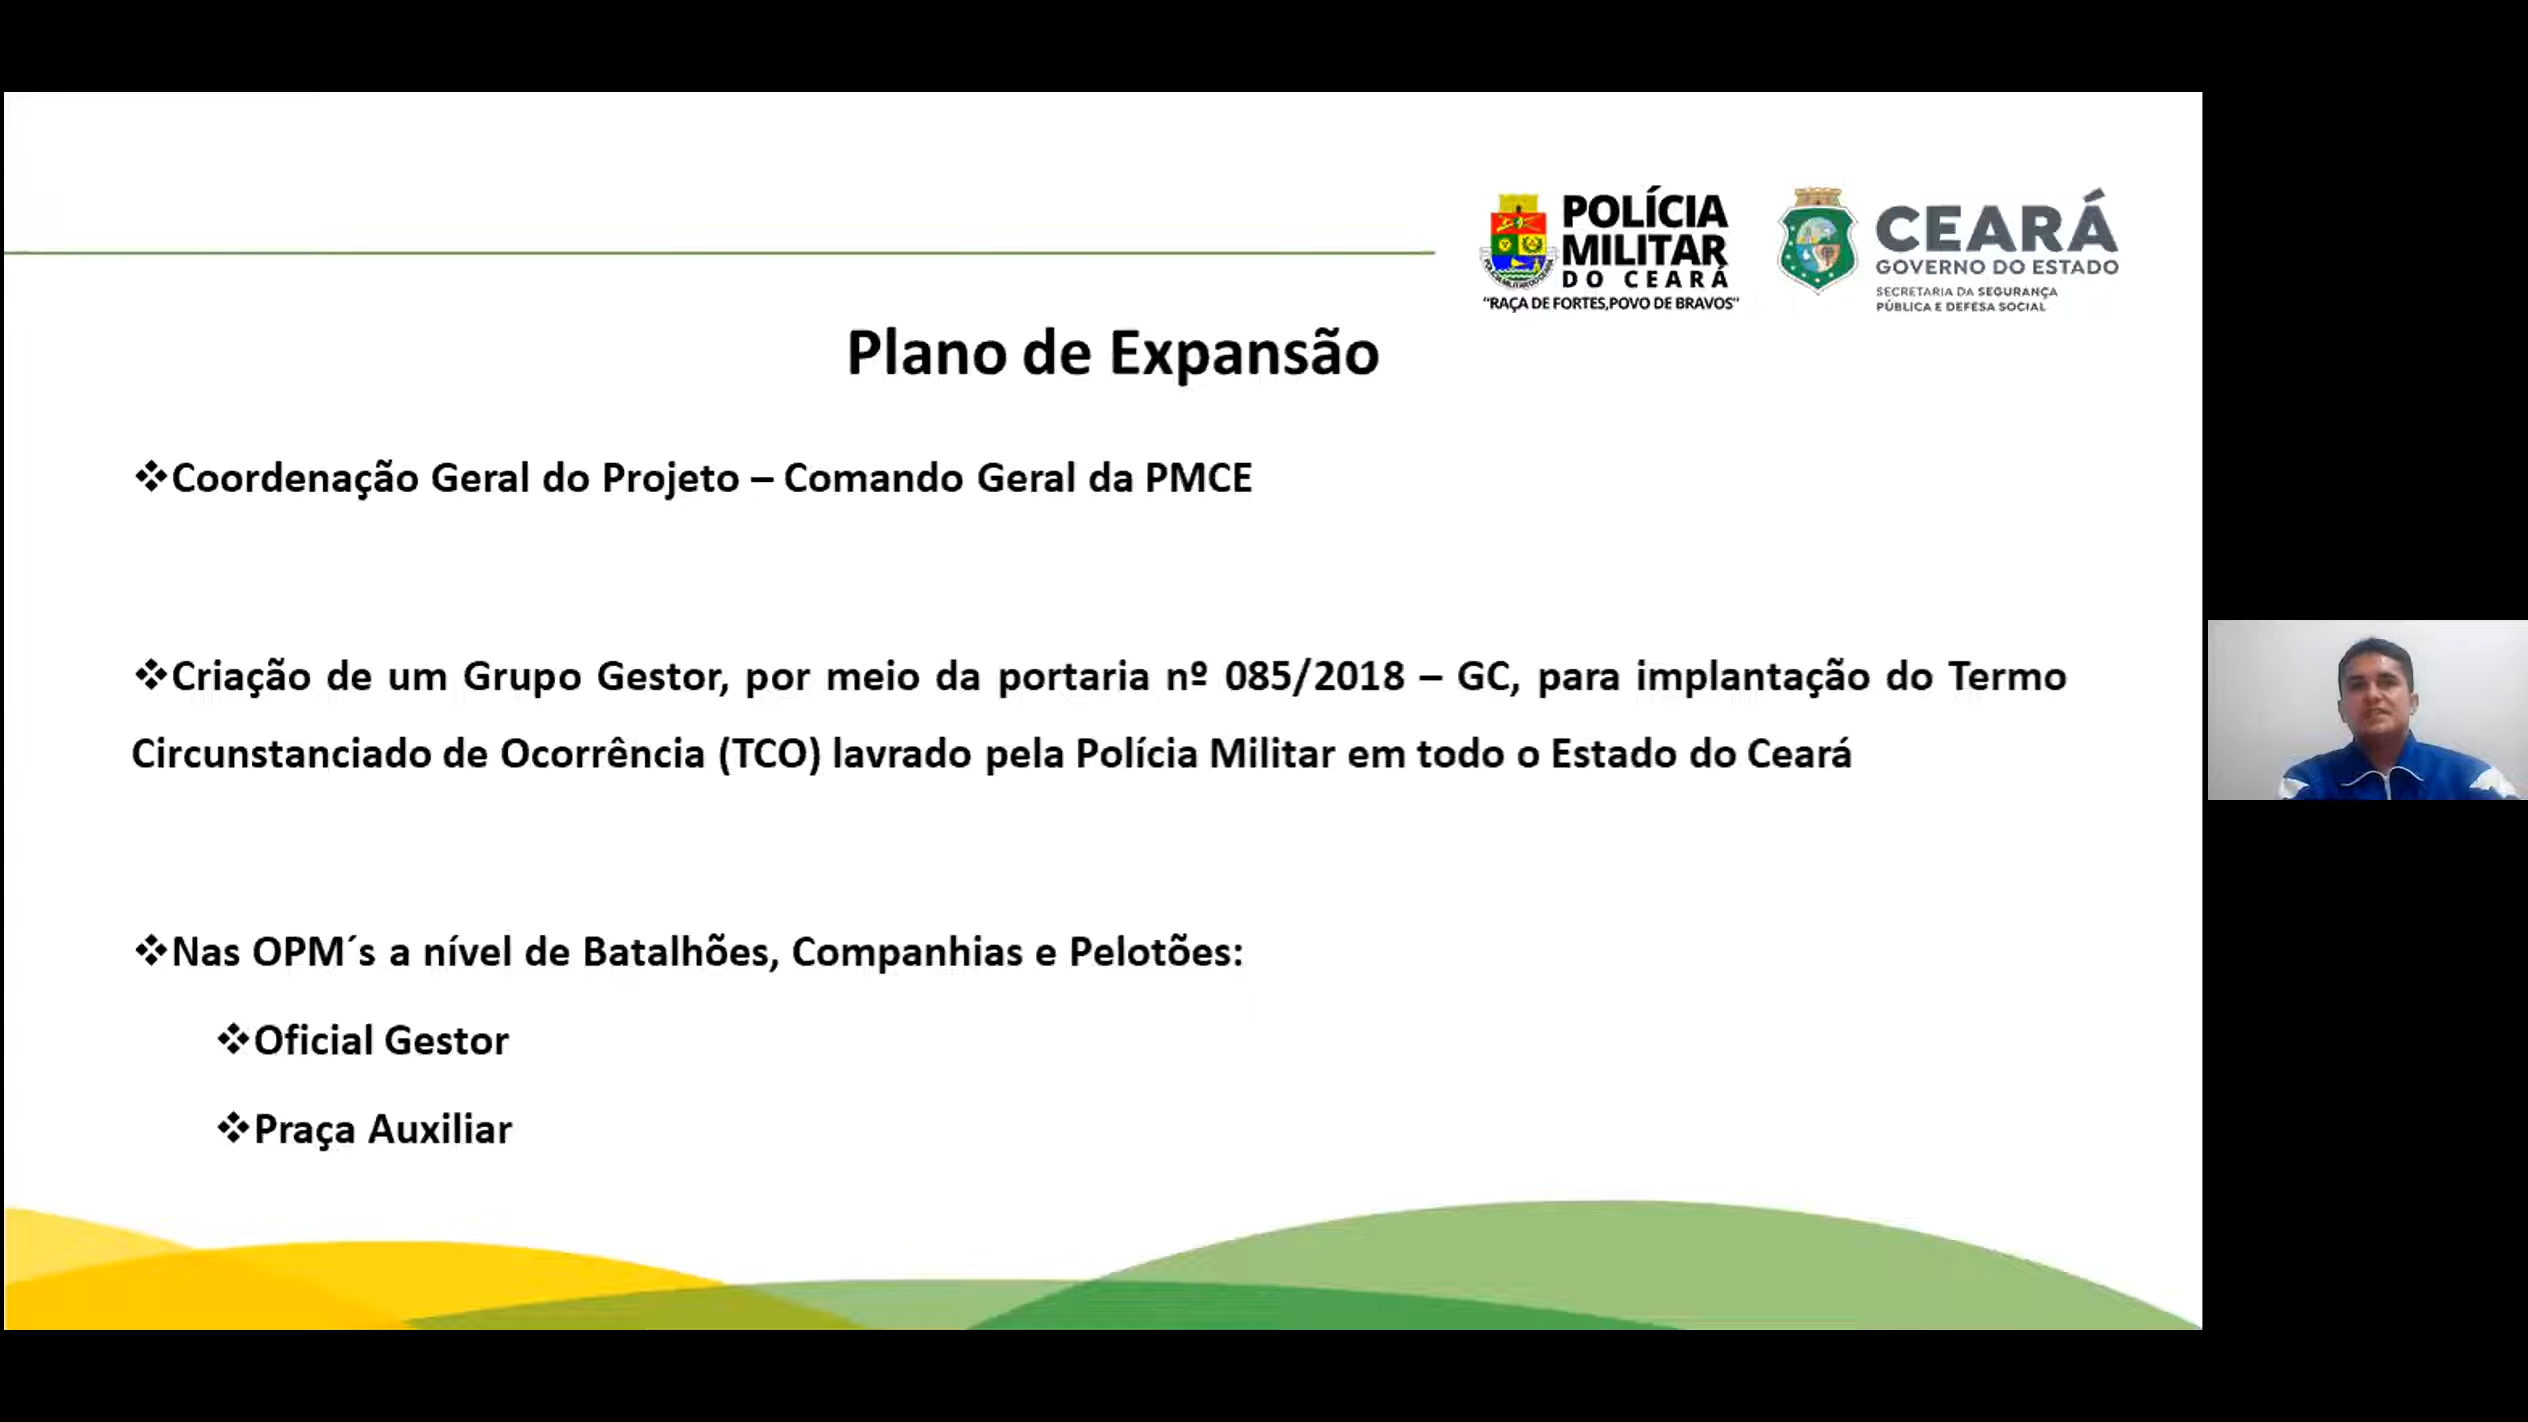 POLÍCIA
MILITAR
DO CEARÁ
"RAÇA DE FORTES,POVO DE BRAVOS"
CEARÁ
GOVERNO DO ESTADO
SECRETARIA DA SEGURANÇA
PÚBLICA E DEFESA SOCIAL
Plano de Expansão
❖Coordenação Geral do Projeto – Comando Geral da PMCE
❖Criação de um Grupo Gestor, por meio da portaria nº 085/2018 – GC, para implantação do Termo
Circunstanciado de Ocorrência (TCO) lavrado pela Polícia Militar em todo o Estado do Ceará
❖Nas OPM´s a nível de Batalhões, Companhias e Pelotões:
❖Oficial Gestor
❖Praça Auxiliar